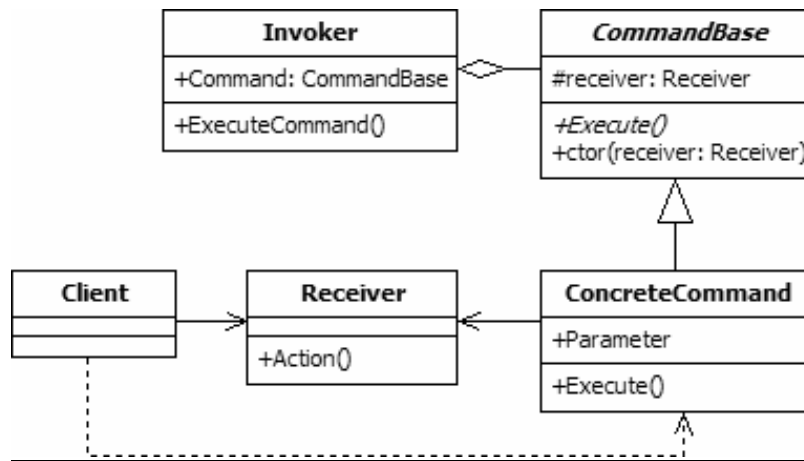 Invoker
+Command: CommandBase
+ExecuteCommand()
CommandBase
#receiver: Receiver
+Execute()
+ctor(receiver: Receiver)
Client
Receiver
+Action()
ConcreteCommand
+Parameter
+Execute()